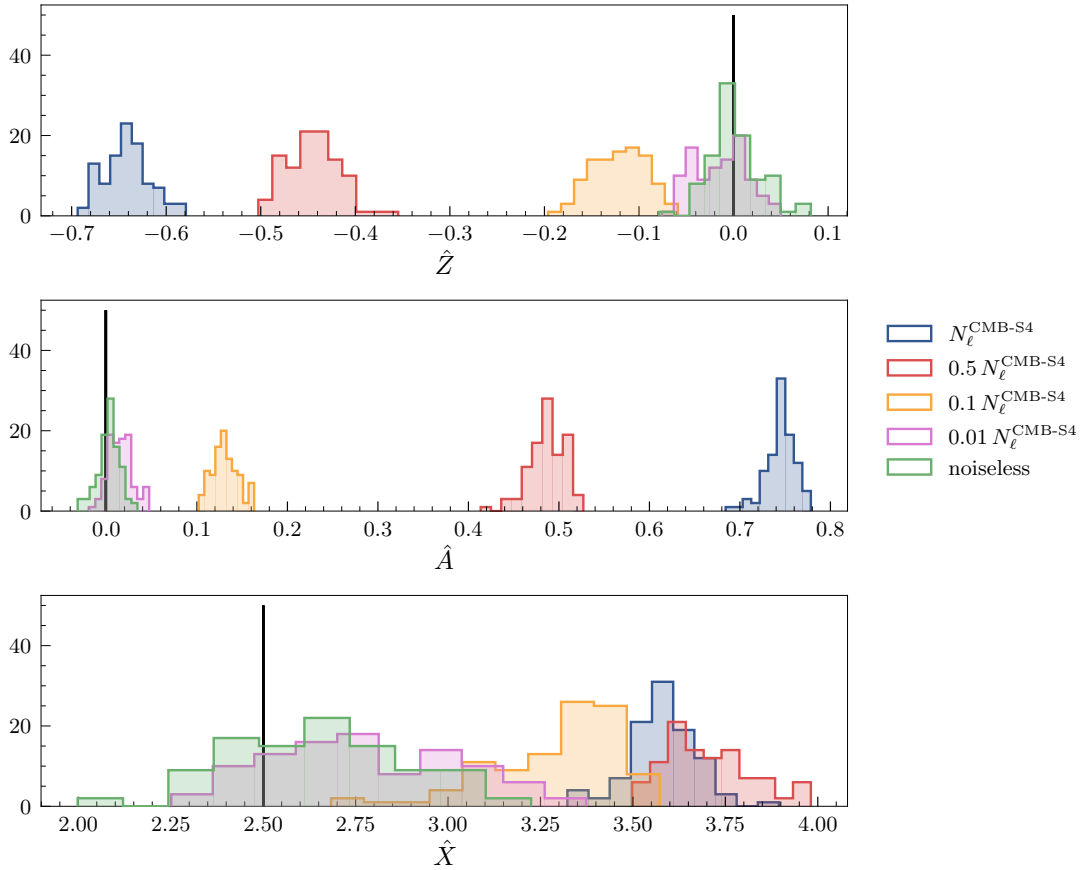 40
20
0
−0.7 −0.6 −0.5 −0.4 −0.3 −0.2 −0.1 0.0 0.1
Ẑ
40
20
0
0.0 0.1 0.2 0.3 0.4 0.5 0.6 0.7 0.8
Â
N_ℓ^CMB-S4
0.5 N_ℓ^CMB-S4
0.1 N_ℓ^CMB-S4
0.01 N_ℓ^CMB-S4
noiseless
40
20
0
2.00 2.25 2.50 2.75 3.00 3.25 3.50 3.75 4.00
X̂